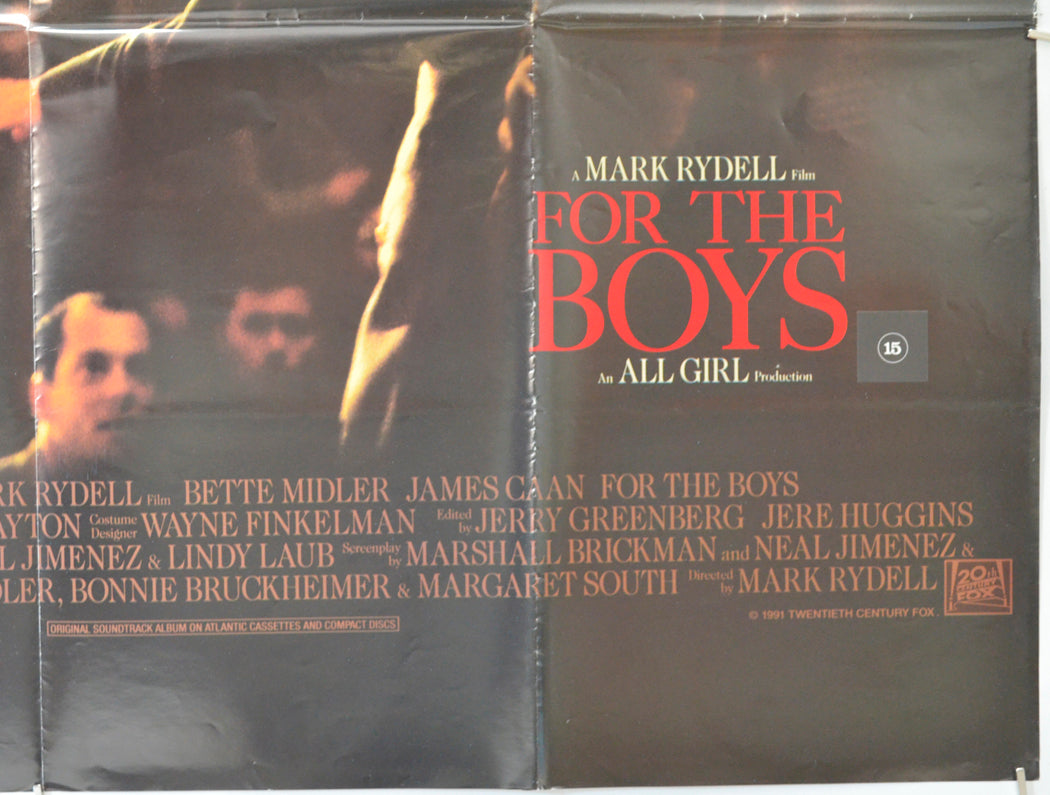 A MARK RYDELL Film
FOR THE
BOYS
15
An ALL GIRL Production
RK RYDELL Film BETTE MIDLER JAMES CAAN FOR THE BOYS
AYTON Costume Designer WAYNE FINKELMAN Edited by JERRY GREENBERG JERE HUGGINS
L JIMENEZ & LINDY LAUB Screenplay by MARSHALL BRICKMAN and NEAL JIMENEZ &
DLER, BONNIE BRUCKHEIMER & MARGARET SOUTH Directed by MARK RYDELL
20th CENTURY FOX
© 1991 TWENTIETH CENTURY FOX.
ORIGINAL SOUNDTRACK ALBUM ON ATLANTIC CASSETTES AND COMPACT DISCS